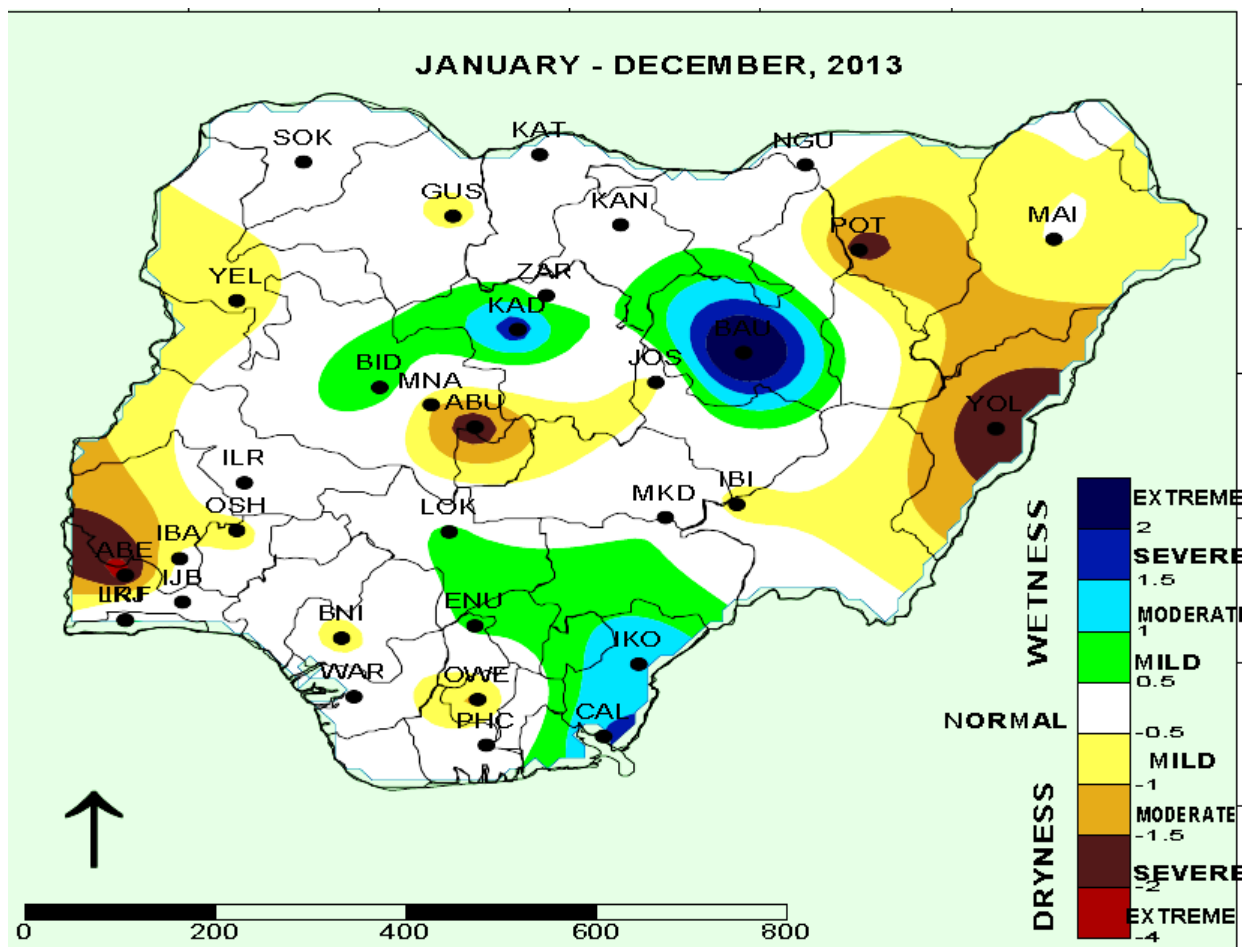 JANUARY - DECEMBER, 2013
SOK
KAT
NGU
GUS
KAN
MAI
POT
YEL
ZAR
KAD
BAU
BID
JOS
MNA
ABU
YOL
ILR
IBI
MKD
OSH
LOK
IBA
ABE
IJB
BNI
ENU
IKO
WAR
OWE
CAL
PHC
WETNESS
EXTREME
2
SEVERE
1.5
MODERATE
1
MILD
0.5
NORMAL
-0.5
MILD
-1
MODERATE
-1.5
SEVERE
-2
EXTREME
-4
DRYNESS
0 200 400 600 800